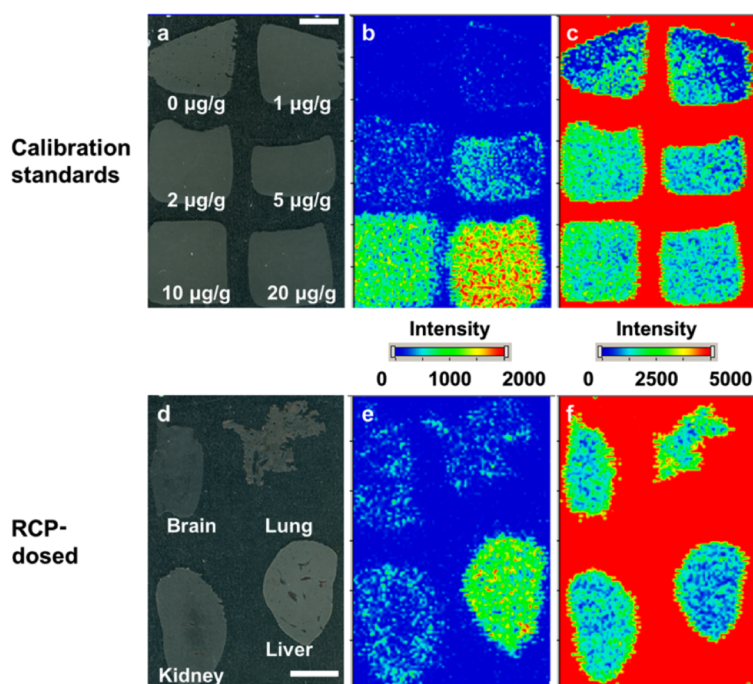 a
b
c
0 µg/g
1 µg/g
Calibration
standards
2 µg/g
5 µg/g
10 µg/g
20 µg/g
Intensity
Intensity
0
1000
2000
0
2500
5000
d
e
f
Brain
Lung
RCP-
dosed
Liver
Kidney